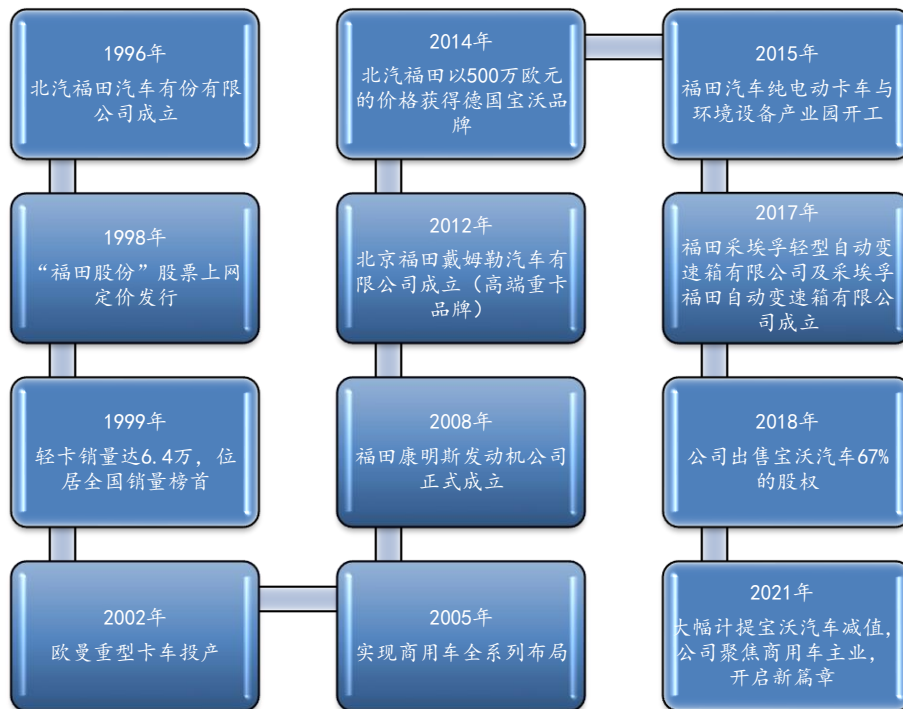 1996年
北汽福田汽车有份有限
公司成立
1998年
“福田股份”股票上网
定价发行
1999年
轻卡销量达6.4万，位
居全国销量榜首
2002年
欧曼重型卡车投产
2005年
实现商用车全系列布局
2008年
福田康明斯发动机公司
正式成立
2012年
北京福田戴姆勒汽车有
限公司成立（高端重卡
品牌）
2014年
北汽福田以500万欧元
的价格获得德国宝沃品
牌
2015年
福田汽车纯电动卡车与
环境设备产业园开工
2017年
福田采埃孚轻型自动变
速箱有限公司及采埃孚
福田自动变速箱有限公
司成立
2018年
公司出售宝沃汽车67%
的股权
2021年
大幅计提宝沃汽车减值，
公司聚焦商用车主业，
开启新篇章